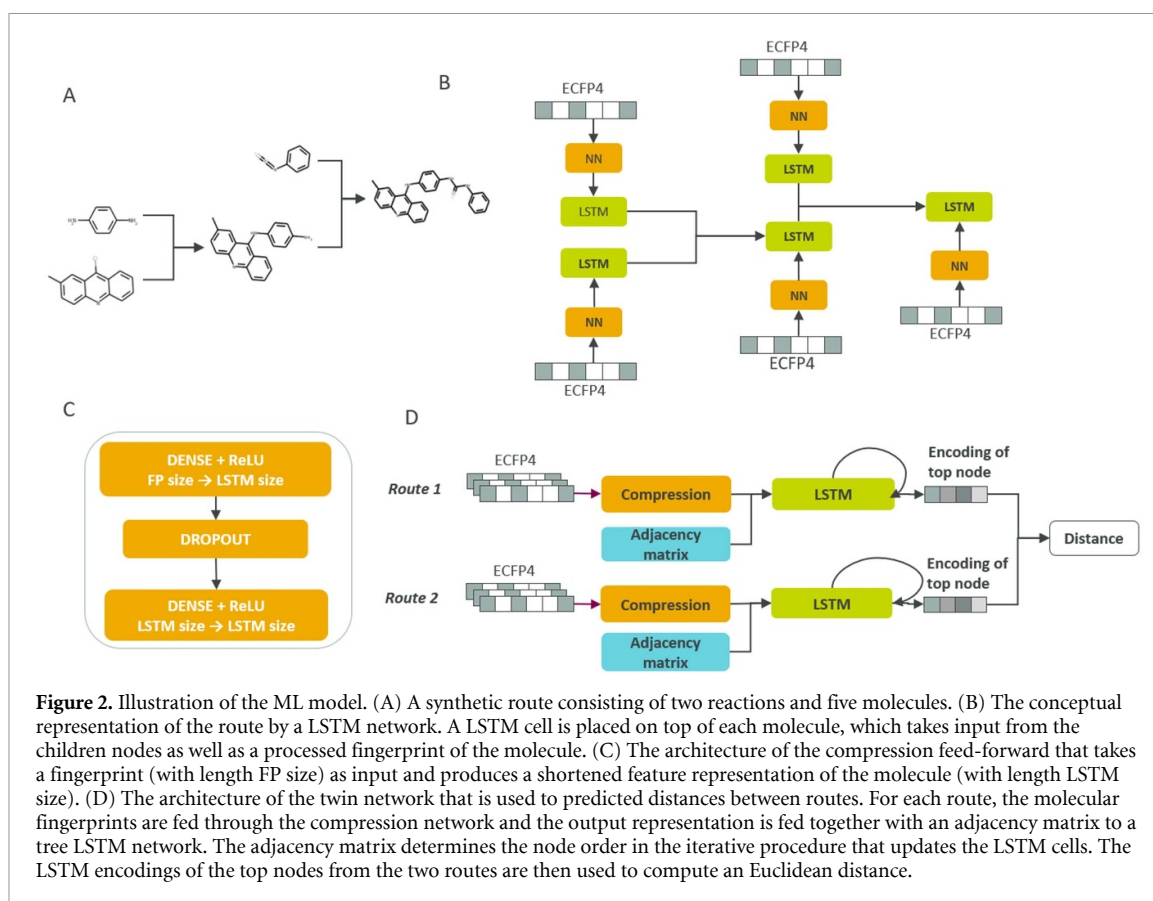 A
B
ECFP4
ECFP4
NN
NN
LSTM
LSTM
LSTM
LSTM
LSTM
NN
NN
NN
ECFP4
ECFP4
ECFP4
C
DENSE + ReLU
FP size → LSTM size
DROPOUT
DENSE + ReLU
LSTM size → LSTM size
D
Route 1
ECFP4
Compression
Adjacency
matrix
LSTM
Encoding of
top node
Distance
Route 2
ECFP4
Compression
Adjacency
matrix
LSTM
Encoding of
top node
Figure 2. Illustration of the ML model. (A) A synthetic route consisting of two reactions and five molecules. (B) The conceptual
representation of the route by a LSTM network. A LSTM cell is placed on top of each molecule, which takes input from the
children nodes as well as a processed fingerprint of the molecule. (C) The architecture of the compression feed-forward that takes
a fingerprint (with length FP size) as input and produces a shortened feature representation of the molecule (with length LSTM
size). (D) The architecture of the twin network that is used to predicted distances between routes. For each route, the molecular
fingerprints are fed through the compression network and the output representation is fed together with an adjacency matrix to a
tree LSTM network. The adjacency matrix determines the node order in the iterative procedure that updates the LSTM cells. The
LSTM encodings of the top nodes from the two routes are then used to compute an Euclidean distance.